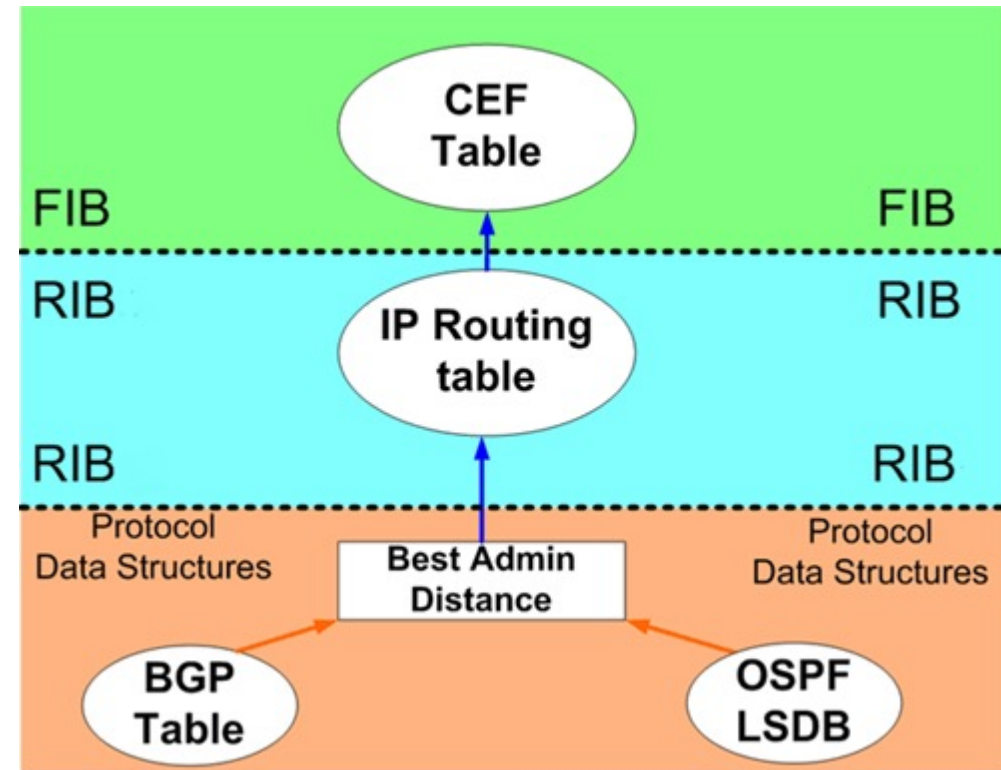 CEF
Table
FIB
FIB
RIB
RIB
IP Routing
table
RIB
RIB
Protocol
Data Structures
Protocol
Data Structures
Best Admin
Distance
BGP
Table
OSPF
LSDB